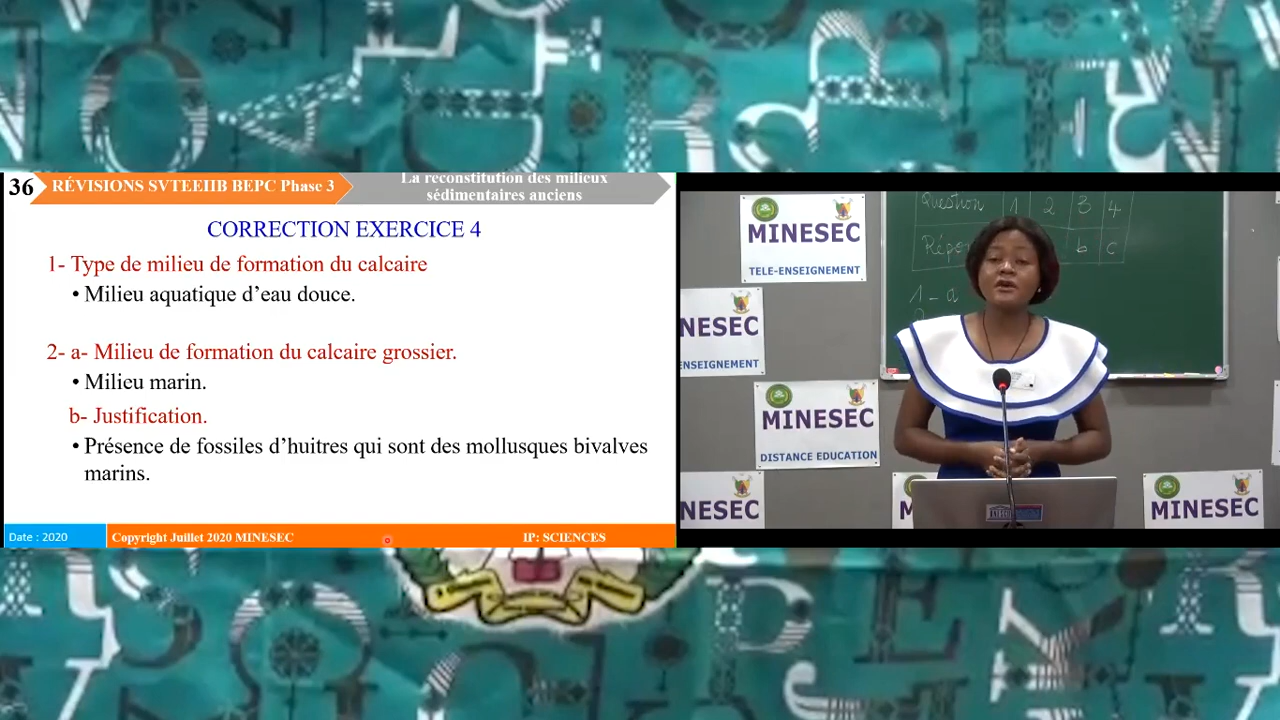 36
RÉVISIONS SVTEEHB BEPC Phase 3
La reconstitution des milieux
sédimentaires anciens
CORRECTION EXERCICE 4
1- Type de milieu de formation du calcaire
• Milieu aquatique d’eau douce.
2- a- Milieu de formation du calcaire grossier.
• Milieu marin.
b- Justification.
• Présence de fossiles d’huitres qui sont des mollusques bivalves
marins.
Date : 2020
Copyright Juillet 2020 MINESEC
IP: SCIENCES
Question 1 2 3 4
Répo b c
1 - a
MINESEC
TELE-ENSEIGNEMENT
NESEC
ENSEIGNEMENT
MINESEC
DISTANCE EDUCATION
NESEC
M
MINESEC